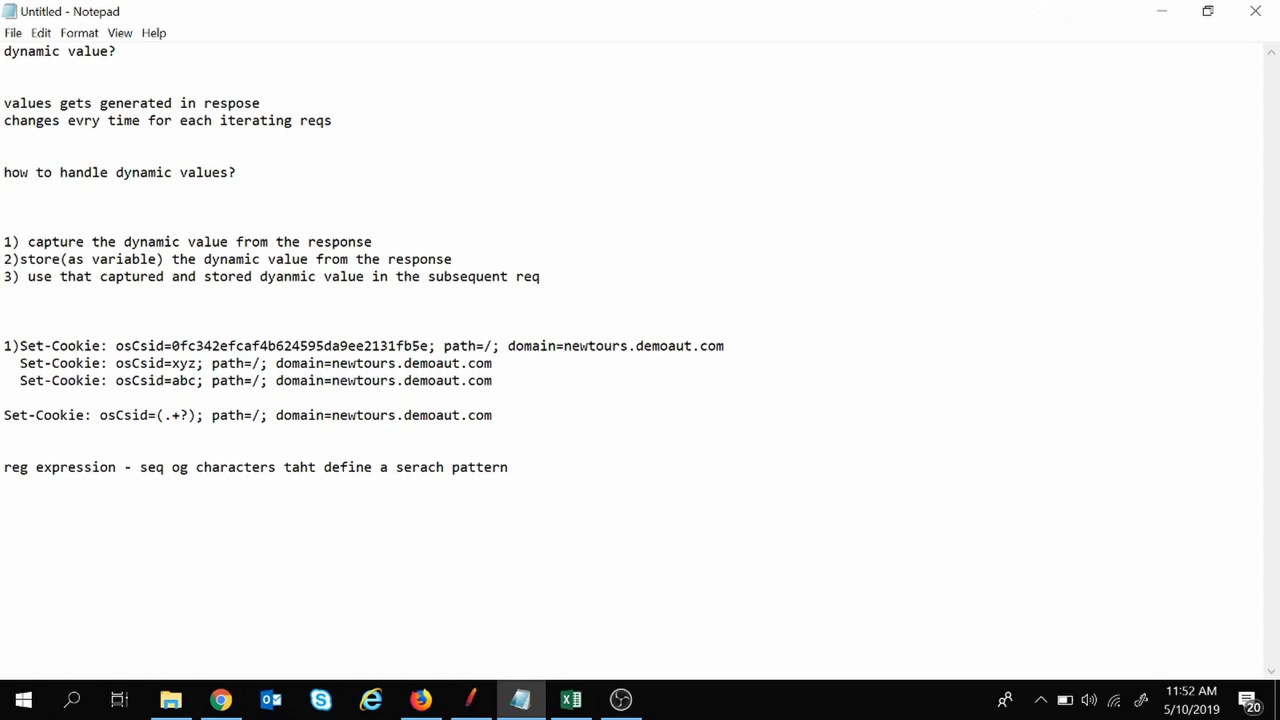 Untitled - Notepad
File Edit Format View Help
dynamic value?
values gets generated in respose
changes evry time for each iterating reqs
how to handle dynamic values?
1) capture the dynamic value from the response
2)store(as variable) the dynamic value from the response
3) use that captured and stored dyanmic value in the subsequent req
1)Set-Cookie: osCsid=0fc342efcaf4b624595da9ee2131fb5e; path=/; domain=newtours.demoaut.com
Set-Cookie: osCsid=xyz; path=/; domain=newtours.demoaut.com
Set-Cookie: osCsid=abc; path=/; domain=newtours.demoaut.com
Set-Cookie: osCsid=(.+?); path=/; domain=newtours.demoaut.com
reg expression - seq og characters taht define a serach pattern
11:52 AM
5/10/2019
20